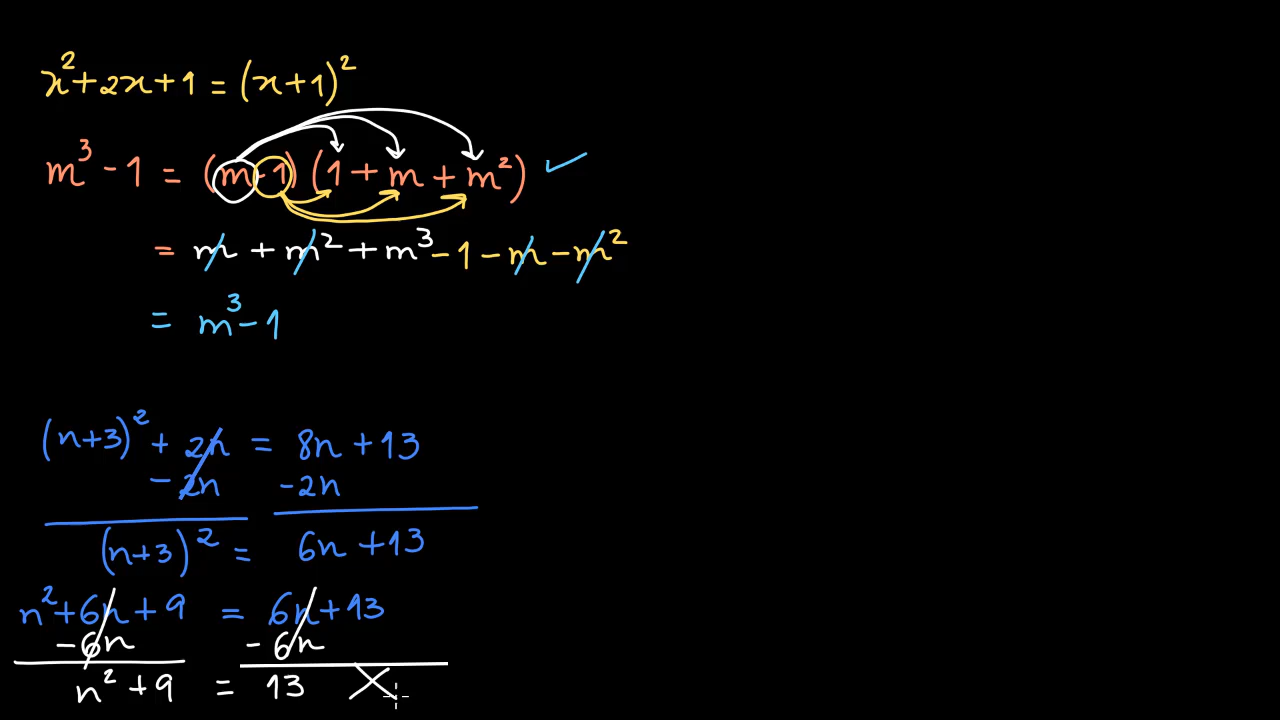 x² + 2x + 1 = (x + 1)²
m³ - 1 = (m - 1) (1 + m + m²) ✓
= m + m² + m³ - 1 - m - m²
= m³ - 1
(n+3)² + 2n = 8n + 13
- 2n - 2n
(n+3)² = 6n + 13
n² + 6n + 9 = 6n + 13
- 6n - 6n
n² + 9 = 13 ✗